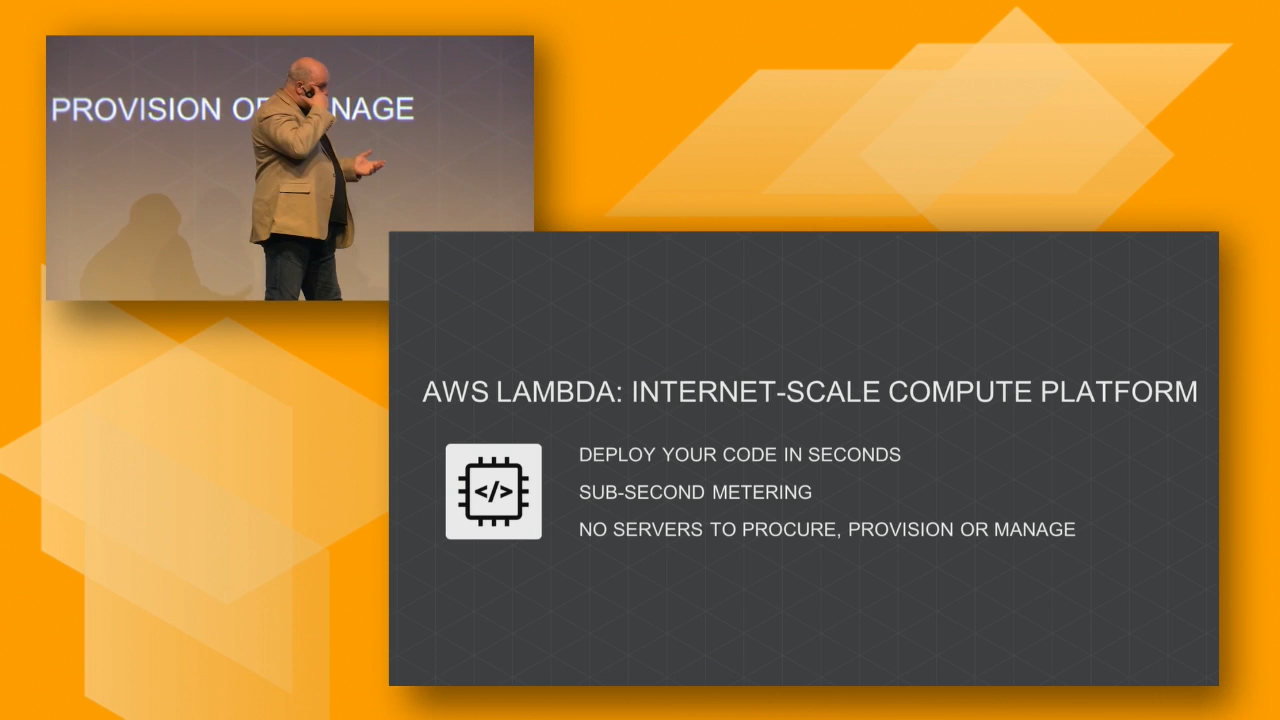 PROVISION OR MANAGE
AWS LAMBDA: INTERNET-SCALE COMPUTE PLATFORM
</>
DEPLOY YOUR CODE IN SECONDS
SUB-SECOND METERING
NO SERVERS TO PROCURE, PROVISION OR MANAGE